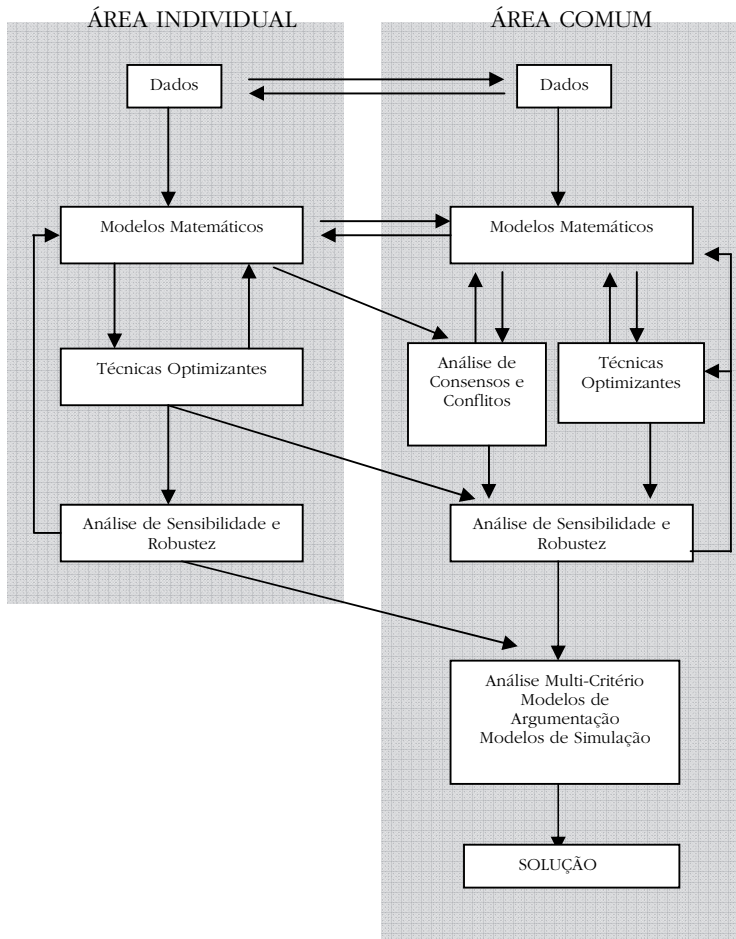 ÁREA INDIVIDUAL
ÁREA COMUM
Dados
Dados
Modelos Matemáticos
Modelos Matemáticos
Técnicas Optimizantes
Análise de
Consensos e
Conflitos
Técnicas
Optimizantes
Análise de Sensibilidade e
Robustez
Análise de Sensibilidade e
Robustez
Análise Multi-Critério
Modelos de
Argumentação
Modelos de Simulação
SOLUÇÃO